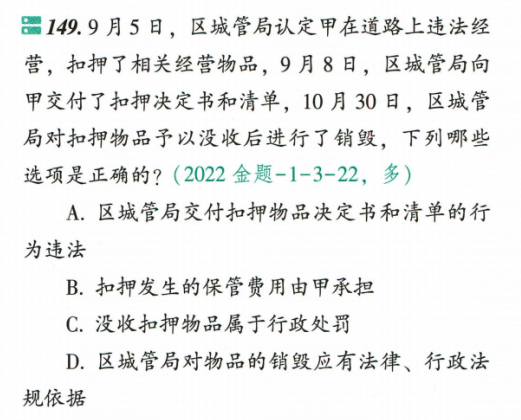 149. 9月5日，区城管局认定甲在道路上违法经
营，扣押了相关经营物品，9月8日，区城管局向
甲交付了扣押决定书和清单，10月30日，区城管
局对扣押物品予以没收后进行了销毁，下列哪些
选项是正确的？（2022金题-1-3-22，多）
A. 区城管局交付扣押物品决定书和清单的行
为违法
B. 扣押发生的保管费用由甲承担
C. 没收扣押物品属于行政处罚
D. 区城管局对物品的销毁应有法律、行政法
规依据